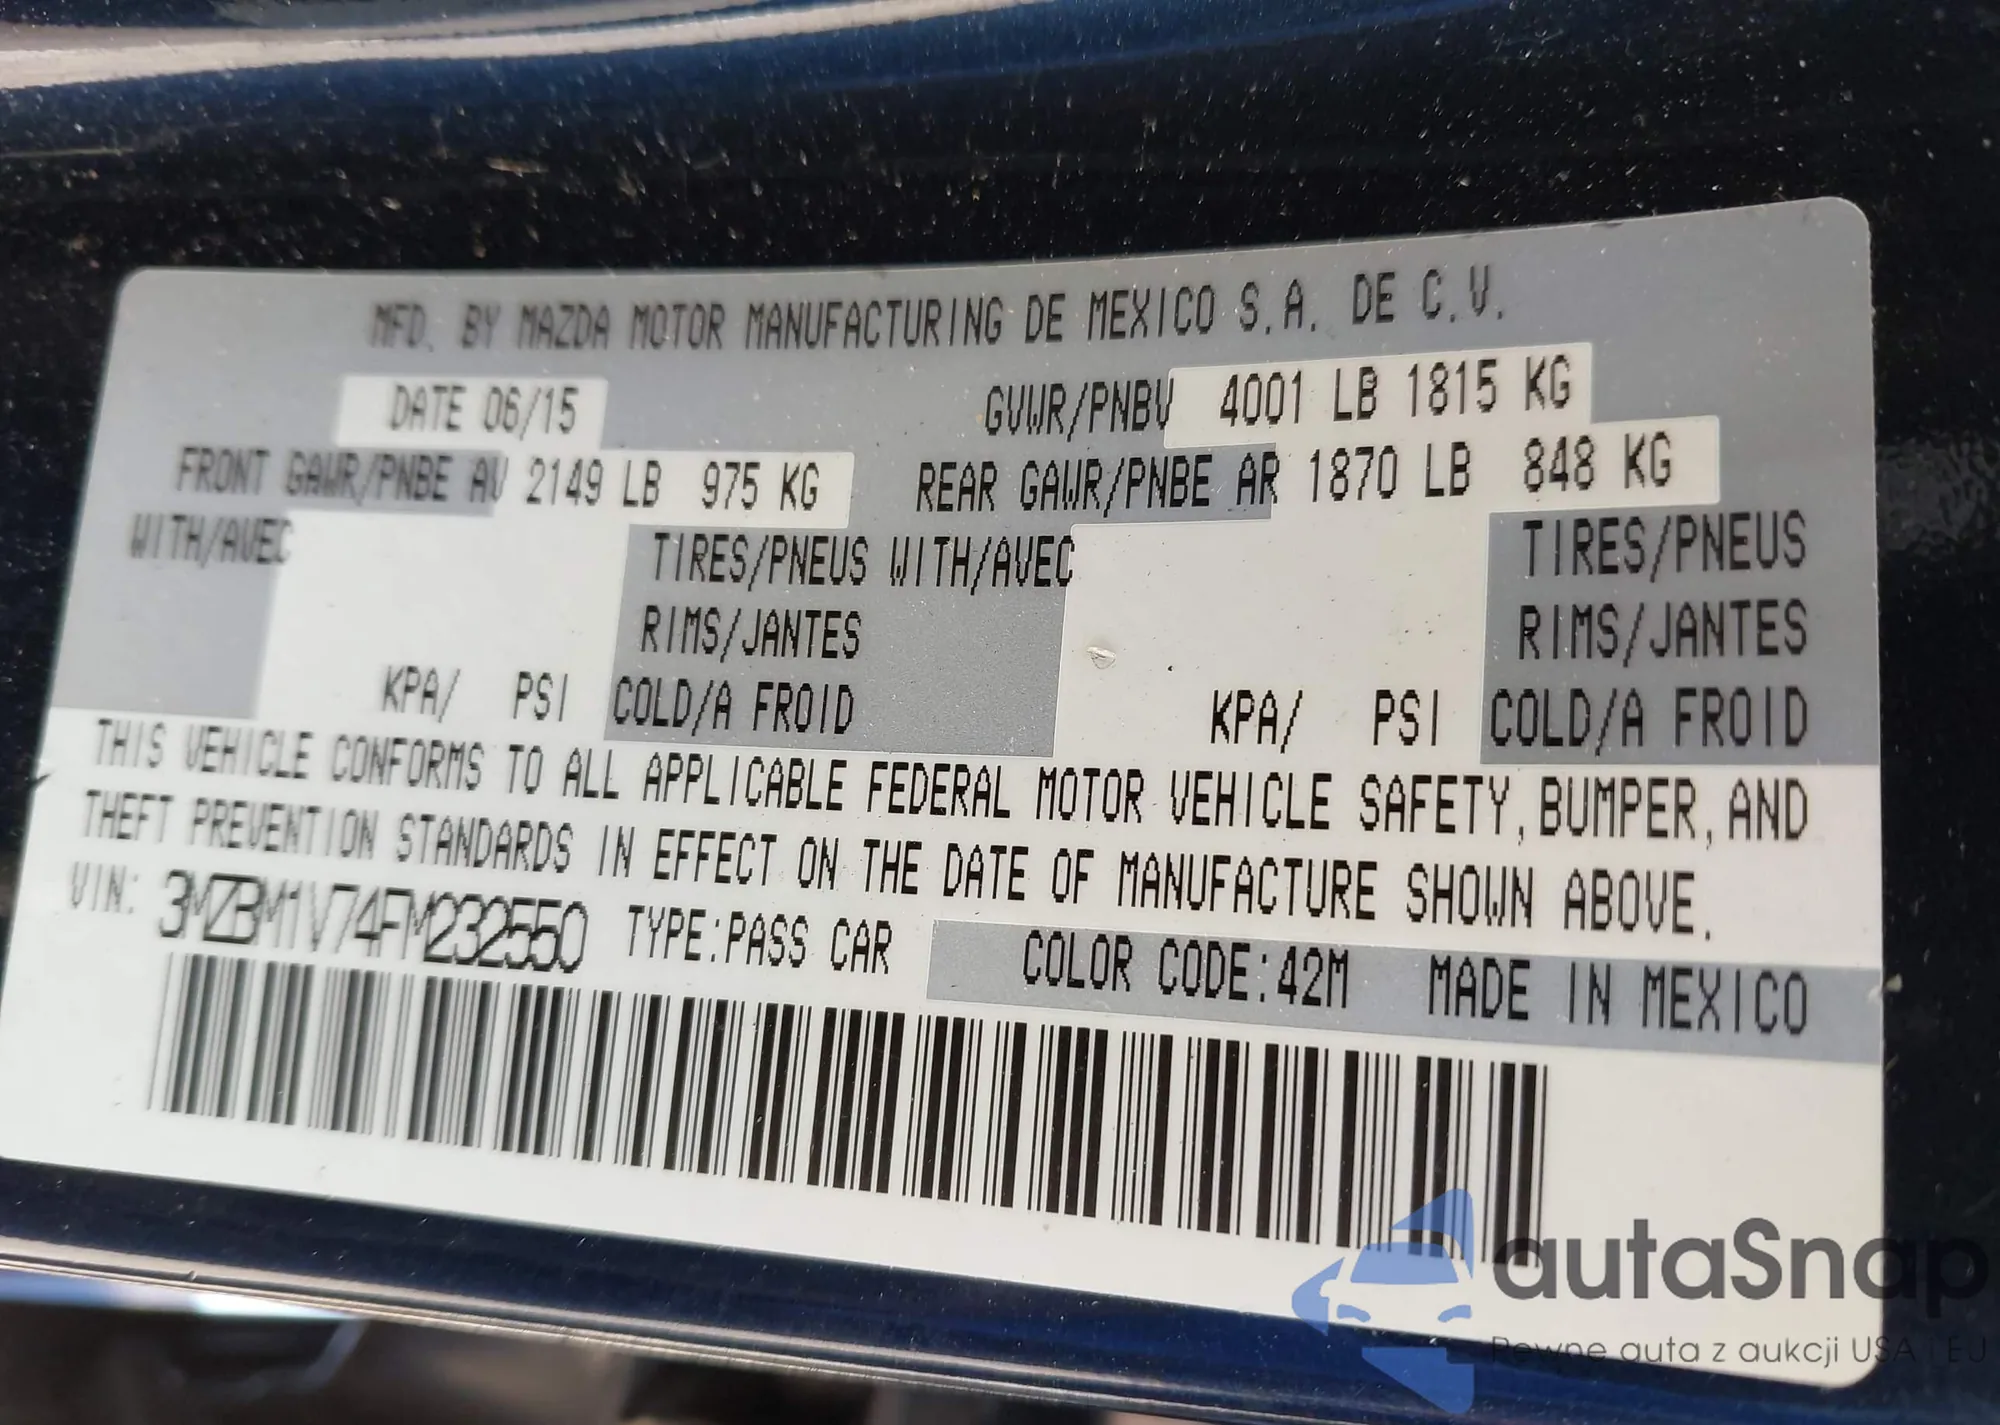 MFD. BY MAZDA MOTOR MANUFACTURING DE MEXICO S.A. DE C.V.
DATE 06/15 GVWR/PNBV 4001 LB 1815 KG
FRONT GAWR/PNBE AV 2149 LB 975 KG REAR GAWR/PNBE AR 1870 LB 848 KG
WITH/AVEC TIRES/PNEUS WITH/AVEC TIRES/PNEUS
RIMS/JANTES RIMS/JANTES
KPA/ PSI COLD/A FROID KPA/ PSI COLD/A FROID
THIS VEHICLE CONFORMS TO ALL APPLICABLE FEDERAL MOTOR VEHICLE SAFETY, BUMPER, AND
THEFT PREVENTION STANDARDS IN EFFECT ON THE DATE OF MANUFACTURE SHOWN ABOVE.
VIN: 3MZBM1V74FM232550 TYPE:PASS CAR COLOR CODE:42M MADE IN MEXICO
autaSnap
Pewne auta z aukcji USA i EJ